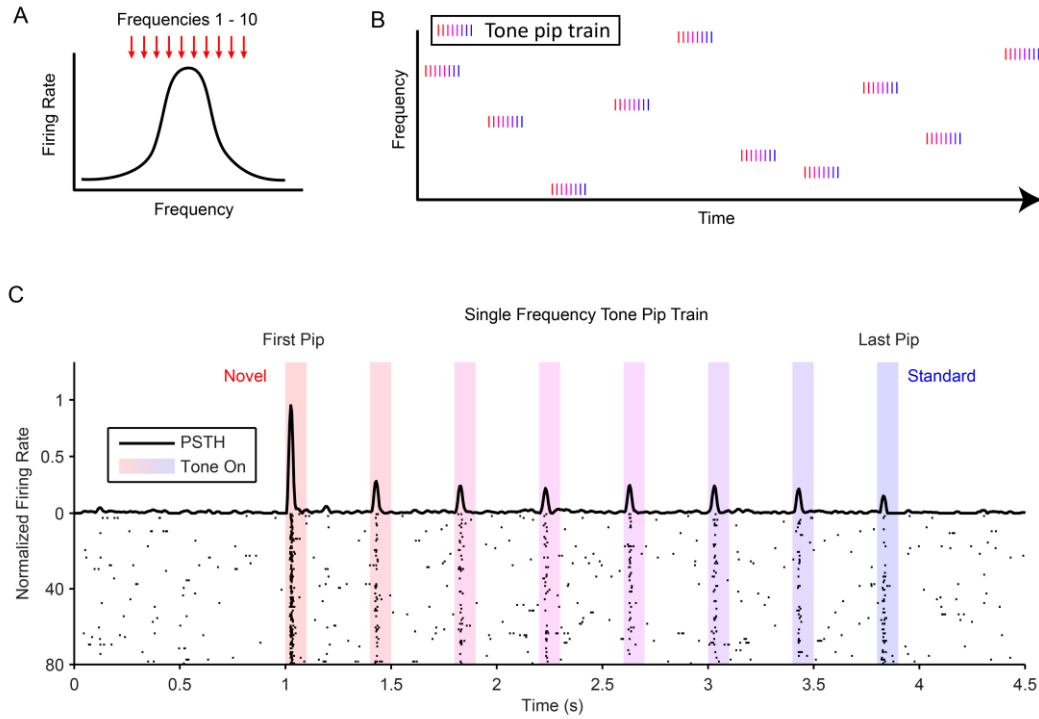 A
Frequencies 1 - 10
Firing Rate
Frequency
B
Tone pip train
Frequency
Time
C
Single Frequency Tone Pip Train
First Pip
Last Pip
Novel
Standard
PSTH
Tone On
Normalized Firing Rate
1
0.5
0
40
80
0 0.5 1 1.5 2 2.5 3 3.5 4 4.5
Time (s)